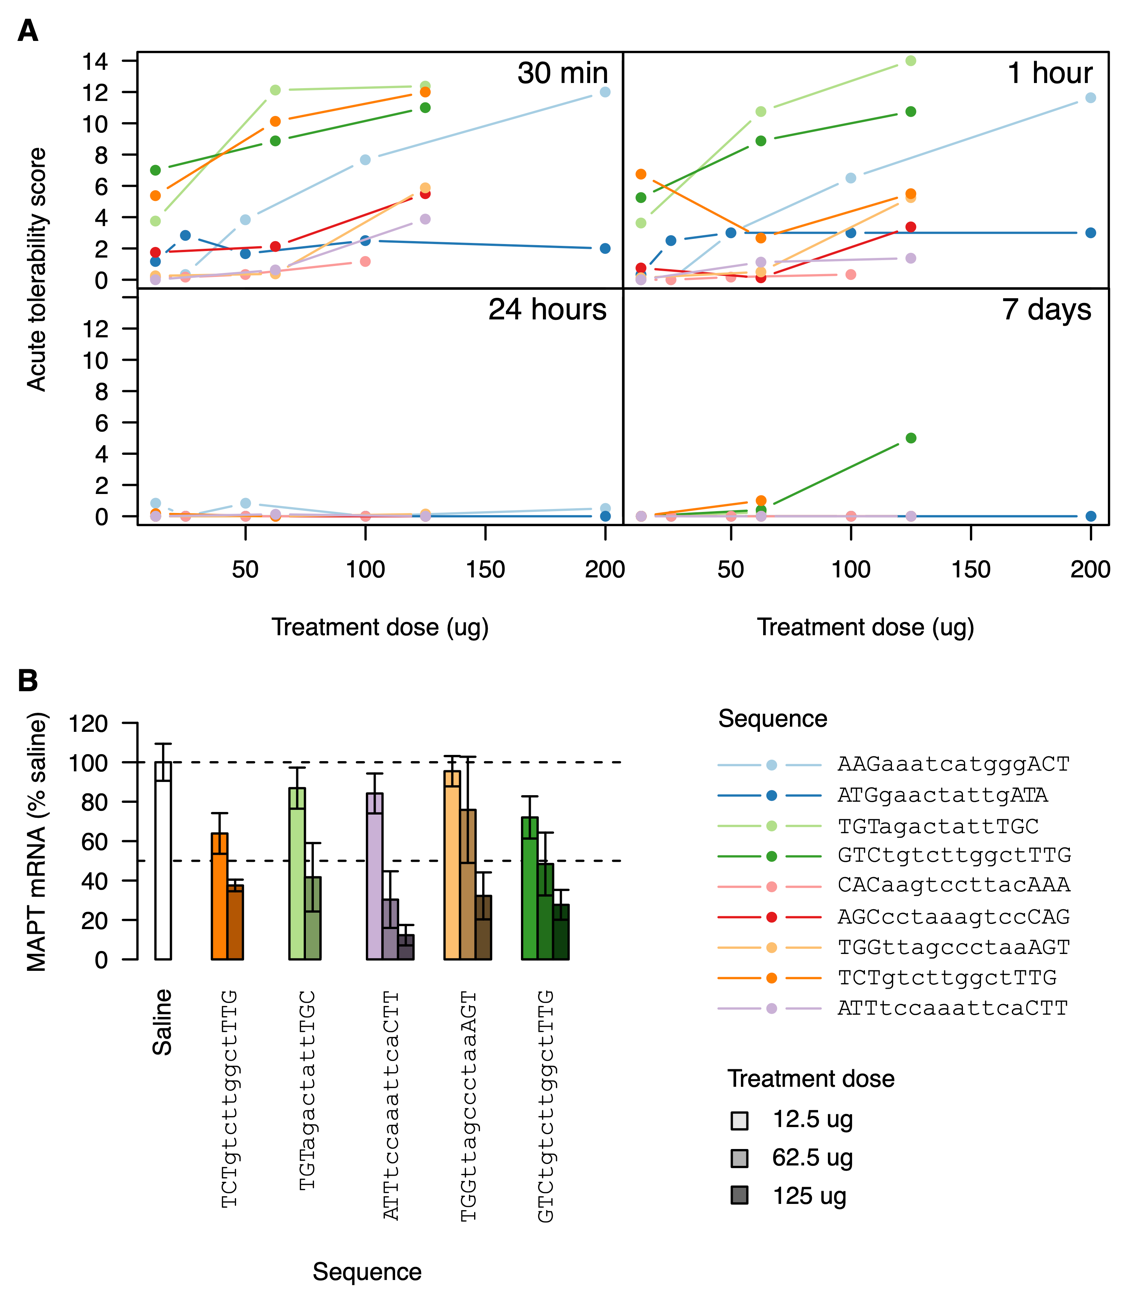 A
Acute tolerability score
14
12
10
8
6
4
2
0
12
10
8
6
4
2
0
30 min
1 hour
24 hours
7 days
50
100
150
200
50
100
150
200
Treatment dose (ug)
Treatment dose (ug)
B
MAPT mRNA (% saline)
120
100
80
60
40
20
0
Saline
TCTgtcttggctTTG
TGTagactattTGC
ATTtccaaattcaCTT
TGGttagccctaaAGT
GTCtgtcttggctTTG
Sequence
Sequence
AAGaaatcatgggACT
ATGgaactattgATA
TGTagactattTGC
GTCtgtcttggctTTG
CACaagtccttacAAA
AGCcctaaagtccCAG
TGGttagccctaaAGT
TCTgtcttggctTTG
ATTtccaaattcaCTT
Treatment dose
12.5 ug
62.5 ug
125 ug